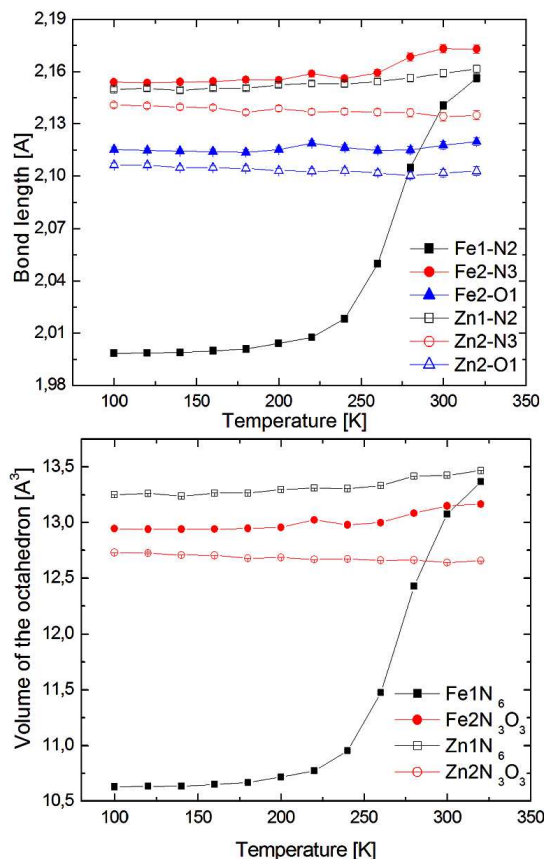 2,19
2,16
2,13
2,10
2,07
2,04
2,01
1,98
Bond length [A]
Fe1-N2
Fe2-N3
Fe2-O1
Zn1-N2
Zn2-N3
Zn2-O1
100 150 200 250 300 350
Temperature [K]
13,5
13,0
12,5
12,0
11,5
11,0
10,5
Volume of the octahedron [A³]
Fe1N₆
Fe2N₃O₃
Zn1N₆
Zn2N₃O₃
100 150 200 250 300 350
Temperature [K]